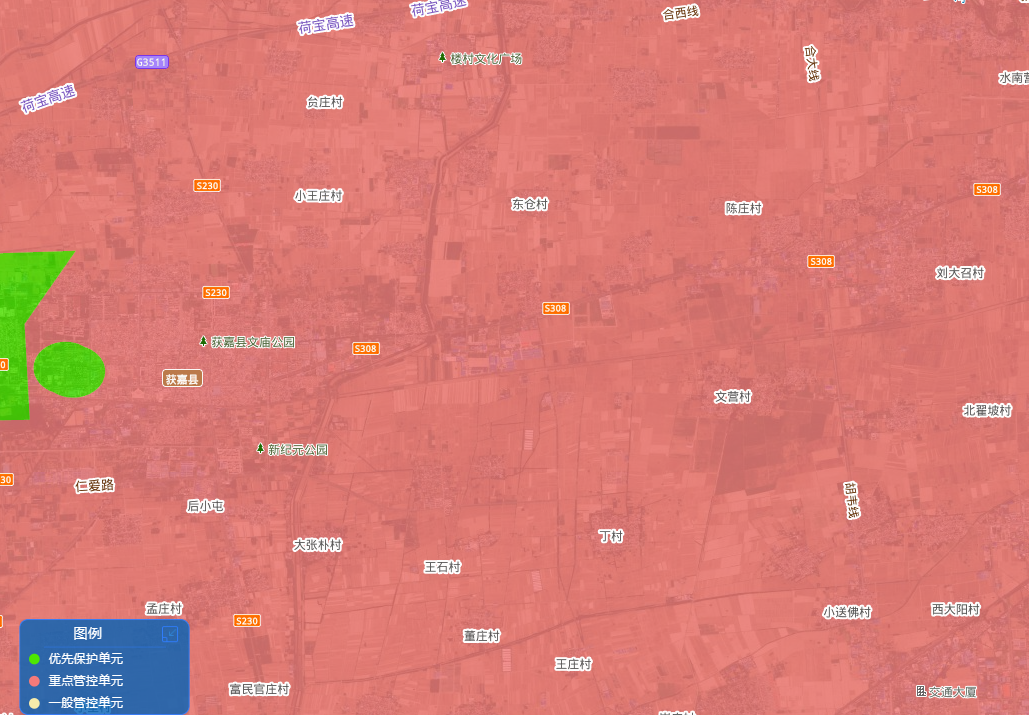 荷宝高速
合西线
荷宝高速
合大线
楼村文化广场
G3511
荷宝高速
贠庄村
S230
小王庄村
S308
东仓村
陈庄村
S308
刘大召村
S230
S308
获嘉县文庙公园
S308
获嘉县
文营村
北翟坡村
新纪元公园
30
仁爱路
胡韦线
后小屯
丁村
大张朴村
王石村
孟庄村
西大阳村
小送佛村
S230
董庄村
王庄村
富民官庄村
交通大厦
图例
优先保护单元
重点管控单元
一般管控单元